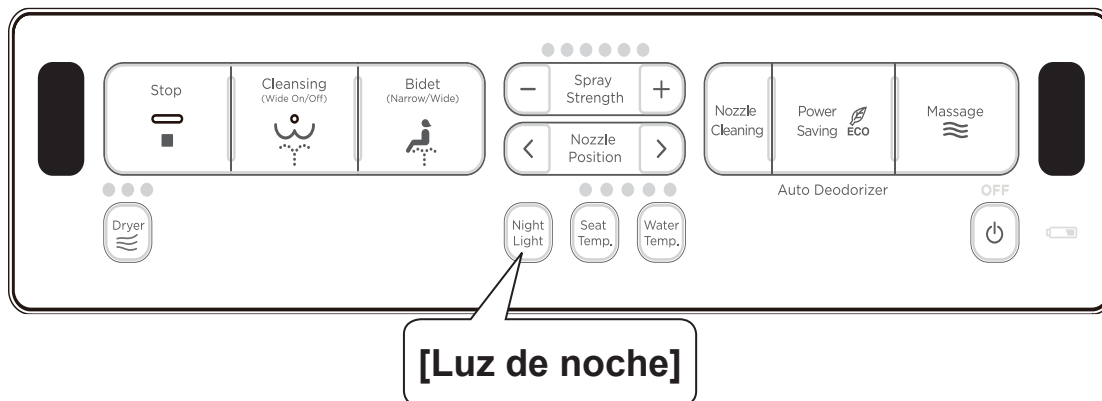 Stop
Cleansing
(Wide On/Off)
Bidet
(Narrow/Wide)
−
Spray
Strength
+
<
Nozzle
Position
>
Nozzle
Cleaning
Power
Saving
ECO
Massage
Auto Deodorizer
OFF
Dryer
Night
Light
Seat
Temp.
Water
Temp.
[Luz de noche]